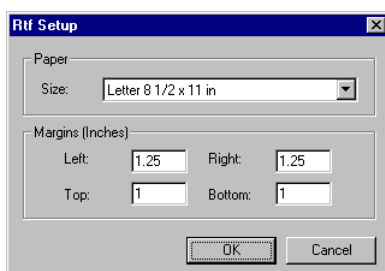 Rtf Setup
Paper
Size: Letter 8 1/2 x 11 in
Margins (Inches)
Left: 1.25 Right: 1.25
Top: 1 Bottom: 1
OK Cancel